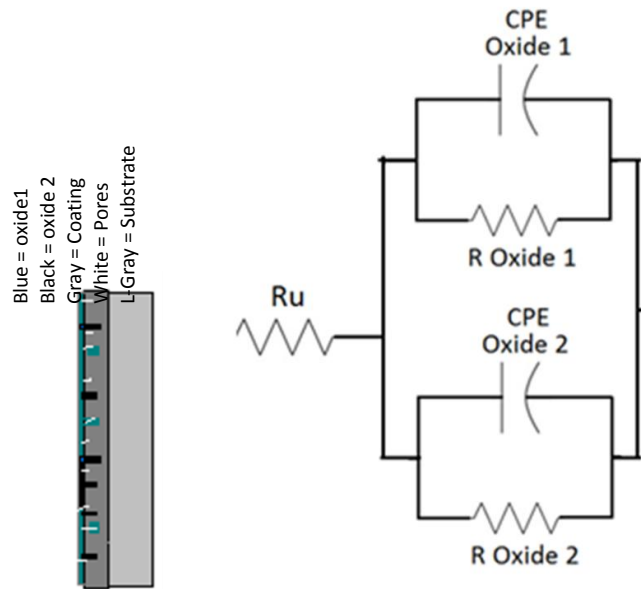 Blue = oxide1
Black = oxide 2
Gray = Coating
White = Pores
L-Gray = Substrate
CPE
Oxide 1
R Oxide 1
Ru
CPE
Oxide 2
R Oxide 2